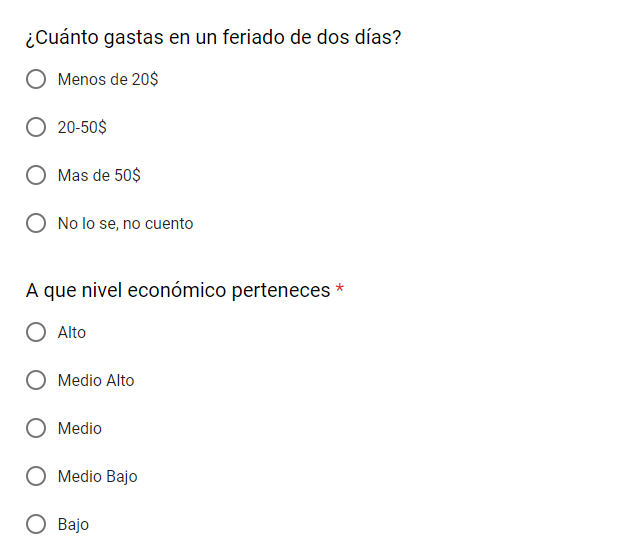 ¿Cuánto gastas en un feriado de dos días?
Menos de 20$
20-50$
Mas de 50$
No lo se, no cuento
A que nivel económico perteneces *
Alto
Medio Alto
Medio
Medio Bajo
Bajo